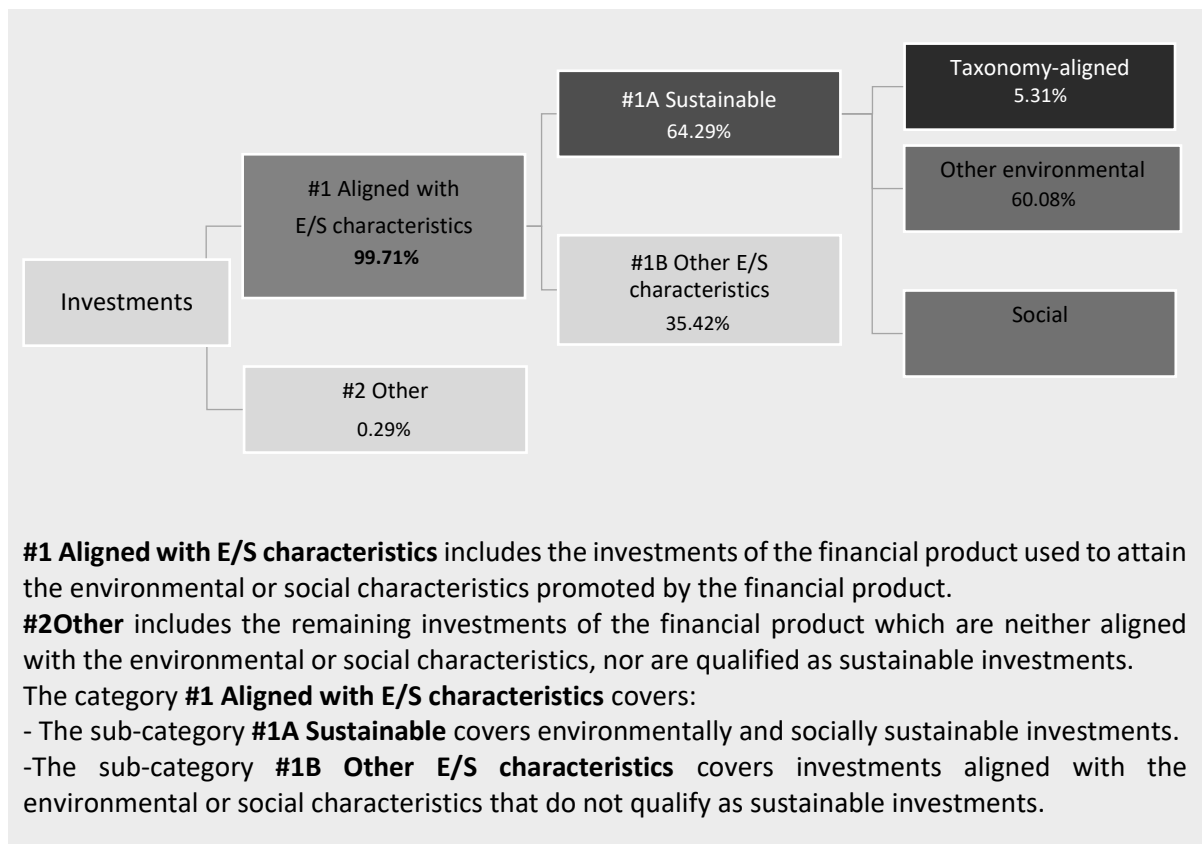 Investments
#1 Aligned with
E/S characteristics
99.71%
#2 Other
0.29%
#1A Sustainable
64.29%
#1B Other E/S
characteristics
35.42%
Taxonomy-aligned
5.31%
Other environmental
60.08%
Social
#1 Aligned with E/S characteristics includes the investments of the financial product used to attain
the environmental or social characteristics promoted by the financial product.
#2Other includes the remaining investments of the financial product which are neither aligned
with the environmental or social characteristics, nor are qualified as sustainable investments.
The category #1 Aligned with E/S characteristics covers:
- The sub-category #1A Sustainable covers environmentally and socially sustainable investments.
-The sub-category #1B Other E/S characteristics covers investments aligned with the
environmental or social characteristics that do not qualify as sustainable investments.